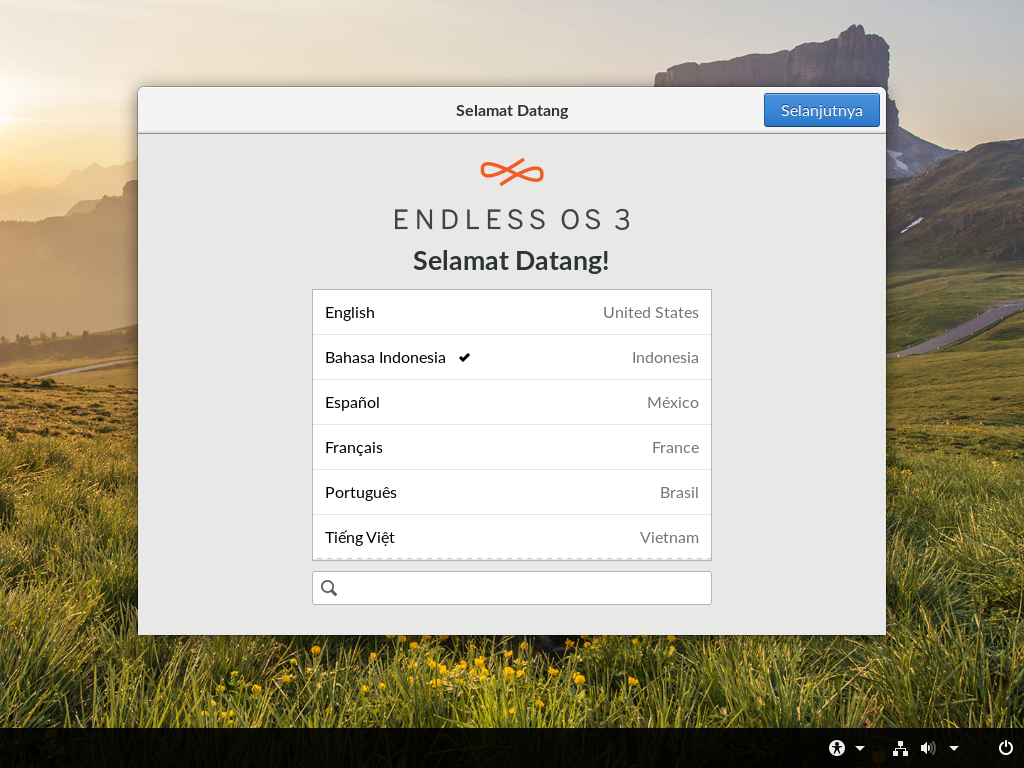 Selamat Datang
Selanjutnya
ENDLESS OS 3
Selamat Datang!
English United States
Bahasa Indonesia Indonesia
Español México
Français France
Português Brasil
Tiếng Việt Vietnam